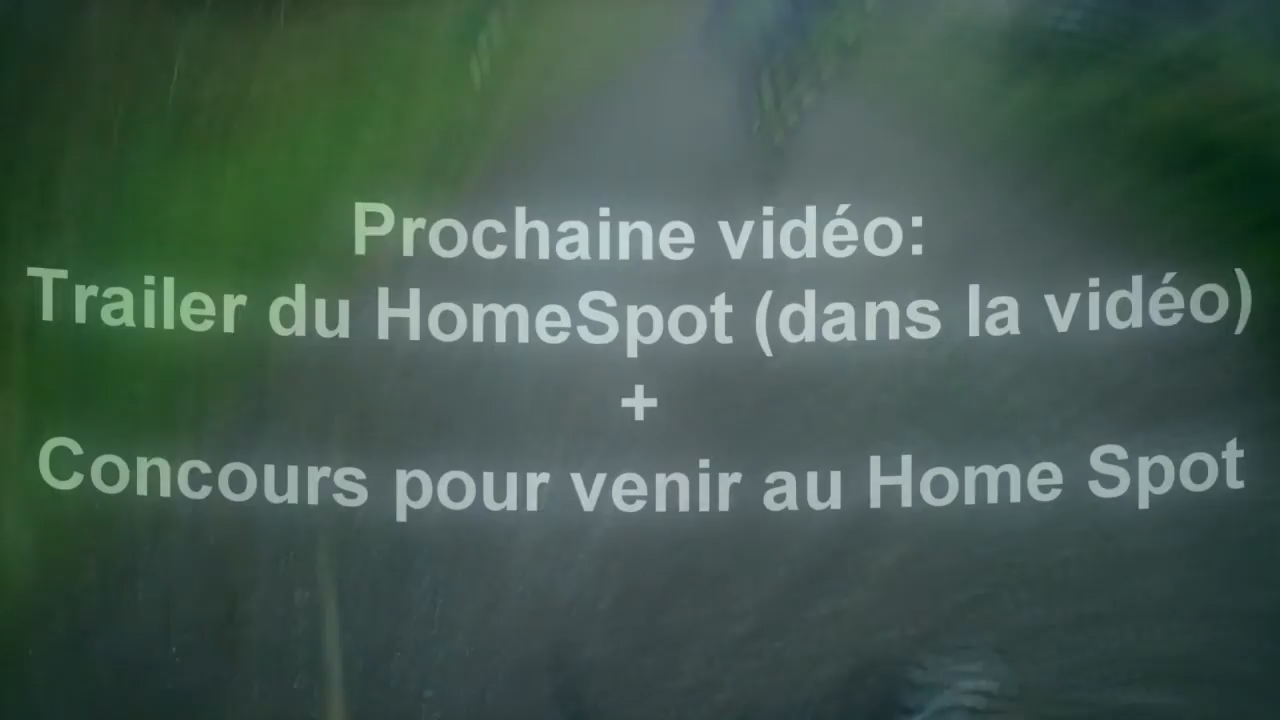 Prochaine vidéo:
Trailer du HomeSpot (dans la vidéo)
+
Concours pour venir au Home Spot